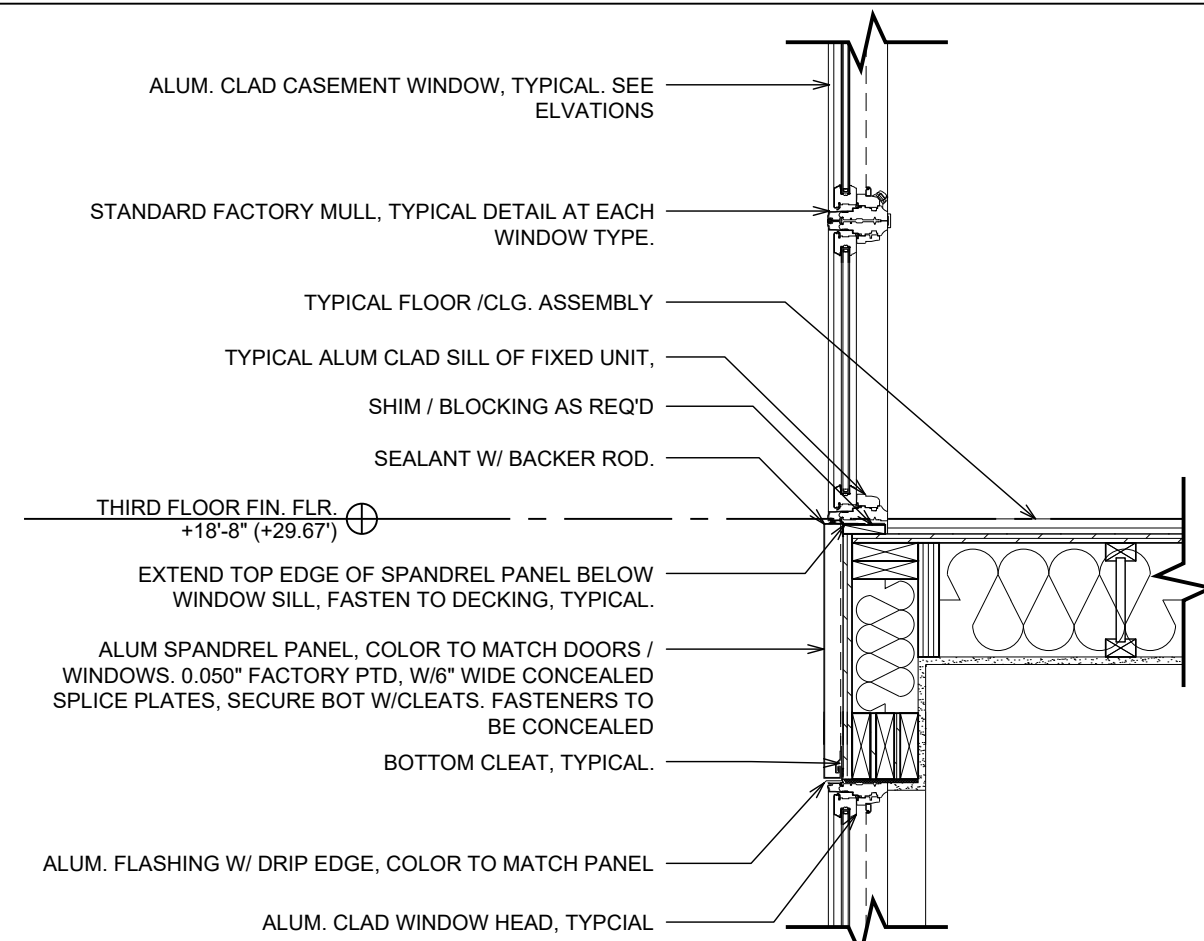 ALUM. CLAD CASEMENT WINDOW, TYPICAL. SEE
ELVATIONS
STANDARD FACTORY MULL, TYPICAL DETAIL AT EACH
WINDOW TYPE.
TYPICAL FLOOR /CLG. ASSEMBLY
TYPICAL ALUM CLAD SILL OF FIXED UNIT,
SHIM / BLOCKING AS REQ'D
SEALANT W/ BACKER ROD.
THIRD FLOOR FIN. FLR.
+18'-8" (+29.67')
EXTEND TOP EDGE OF SPANDREL PANEL BELOW
WINDOW SILL, FASTEN TO DECKING, TYPICAL.
ALUM SPANDREL PANEL, COLOR TO MATCH DOORS /
WINDOWS. 0.050" FACTORY PTD, W/6" WIDE CONCEALED
SPLICE PLATES, SECURE BOT W/CLEATS. FASTENERS TO
BE CONCEALED
BOTTOM CLEAT, TYPICAL.
ALUM. FLASHING W/ DRIP EDGE, COLOR TO MATCH PANEL
ALUM. CLAD WINDOW HEAD, TYPCIAL